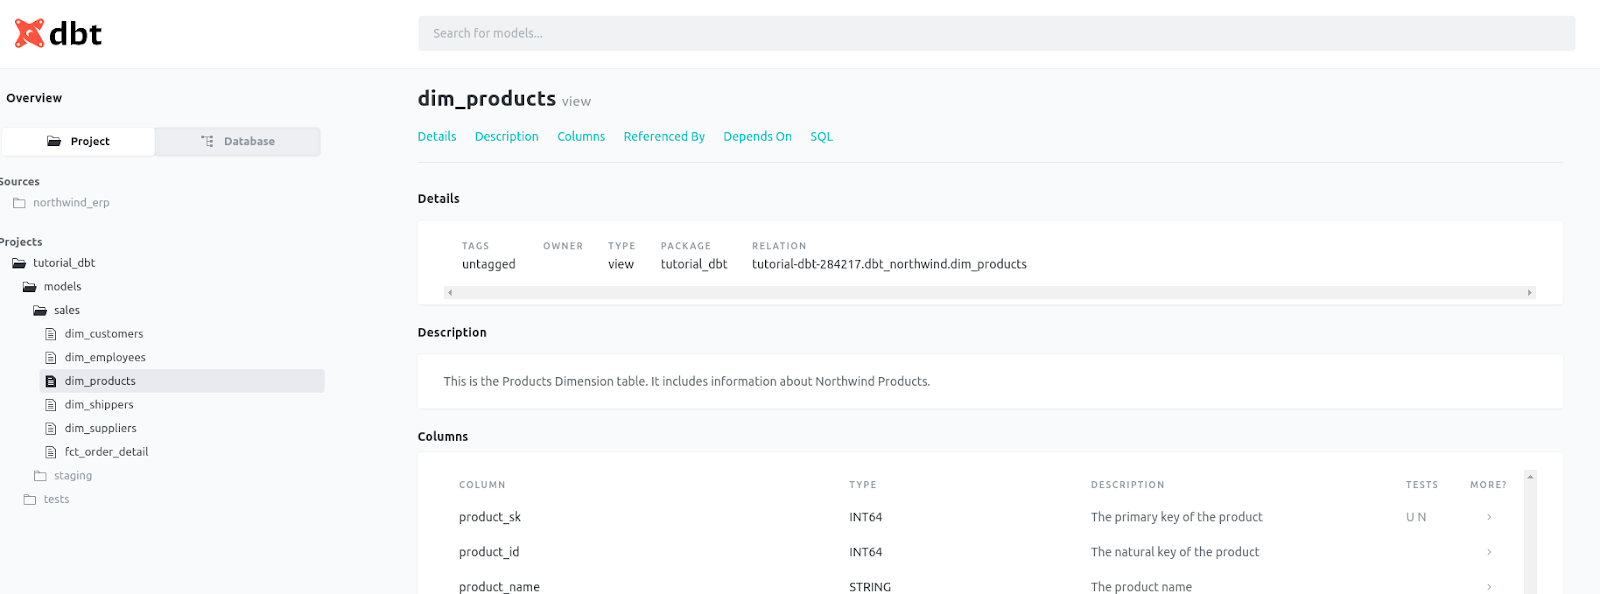 dbt
Search for models...
Overview
Project Database
Sources
northwind_erp
Projects
tutorial_dbt
models
sales
dim_customers
dim_employees
dim_products
dim_shippers
dim_suppliers
fct_order_detail
staging
tests
dim_products view
Details Description Columns Referenced By Depends On SQL
Details
TAGS OWNER TYPE PACKAGE RELATION
untagged view tutorial_dbt tutorial-dbt-284217.dbt_northwind.dim_products
Description
This is the Products Dimension table. It includes information about Northwind Products.
Columns
COLUMN TYPE DESCRIPTION TESTS MORE?
product_sk INT64 The primary key of the product U N
product_id INT64 The natural key of the product
product_name STRING The product name